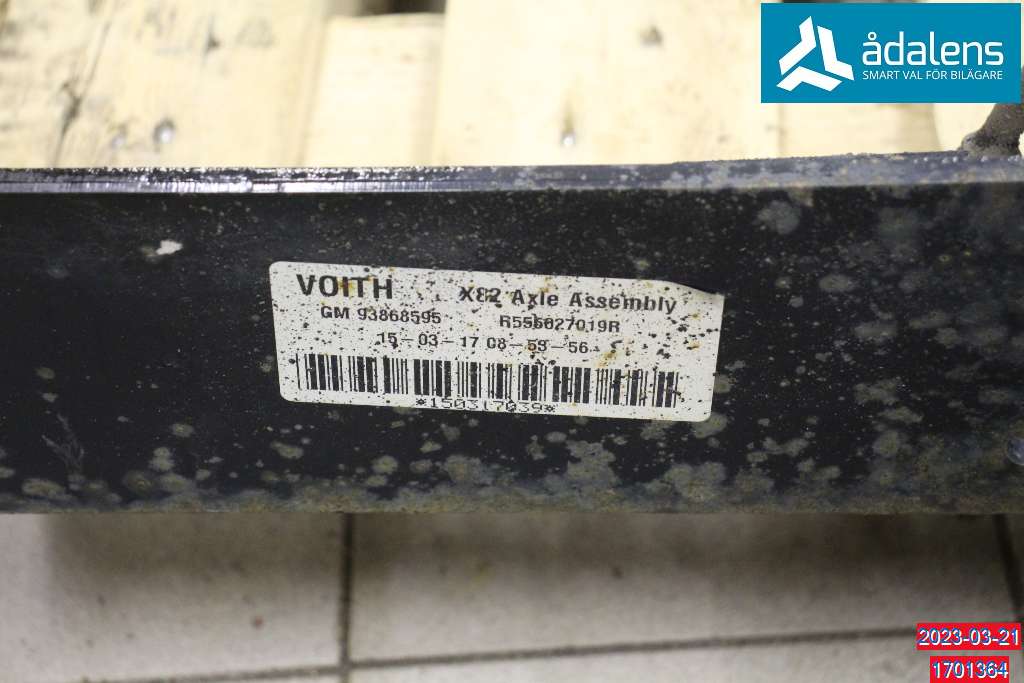 ådalens
SMART VAL FÖR BILÄGARE
VOITH X82 Axle Assembly
GM 93868595 R555027019R
15-03-17 08-53-56
*150317039*
2023-03-21
1701364